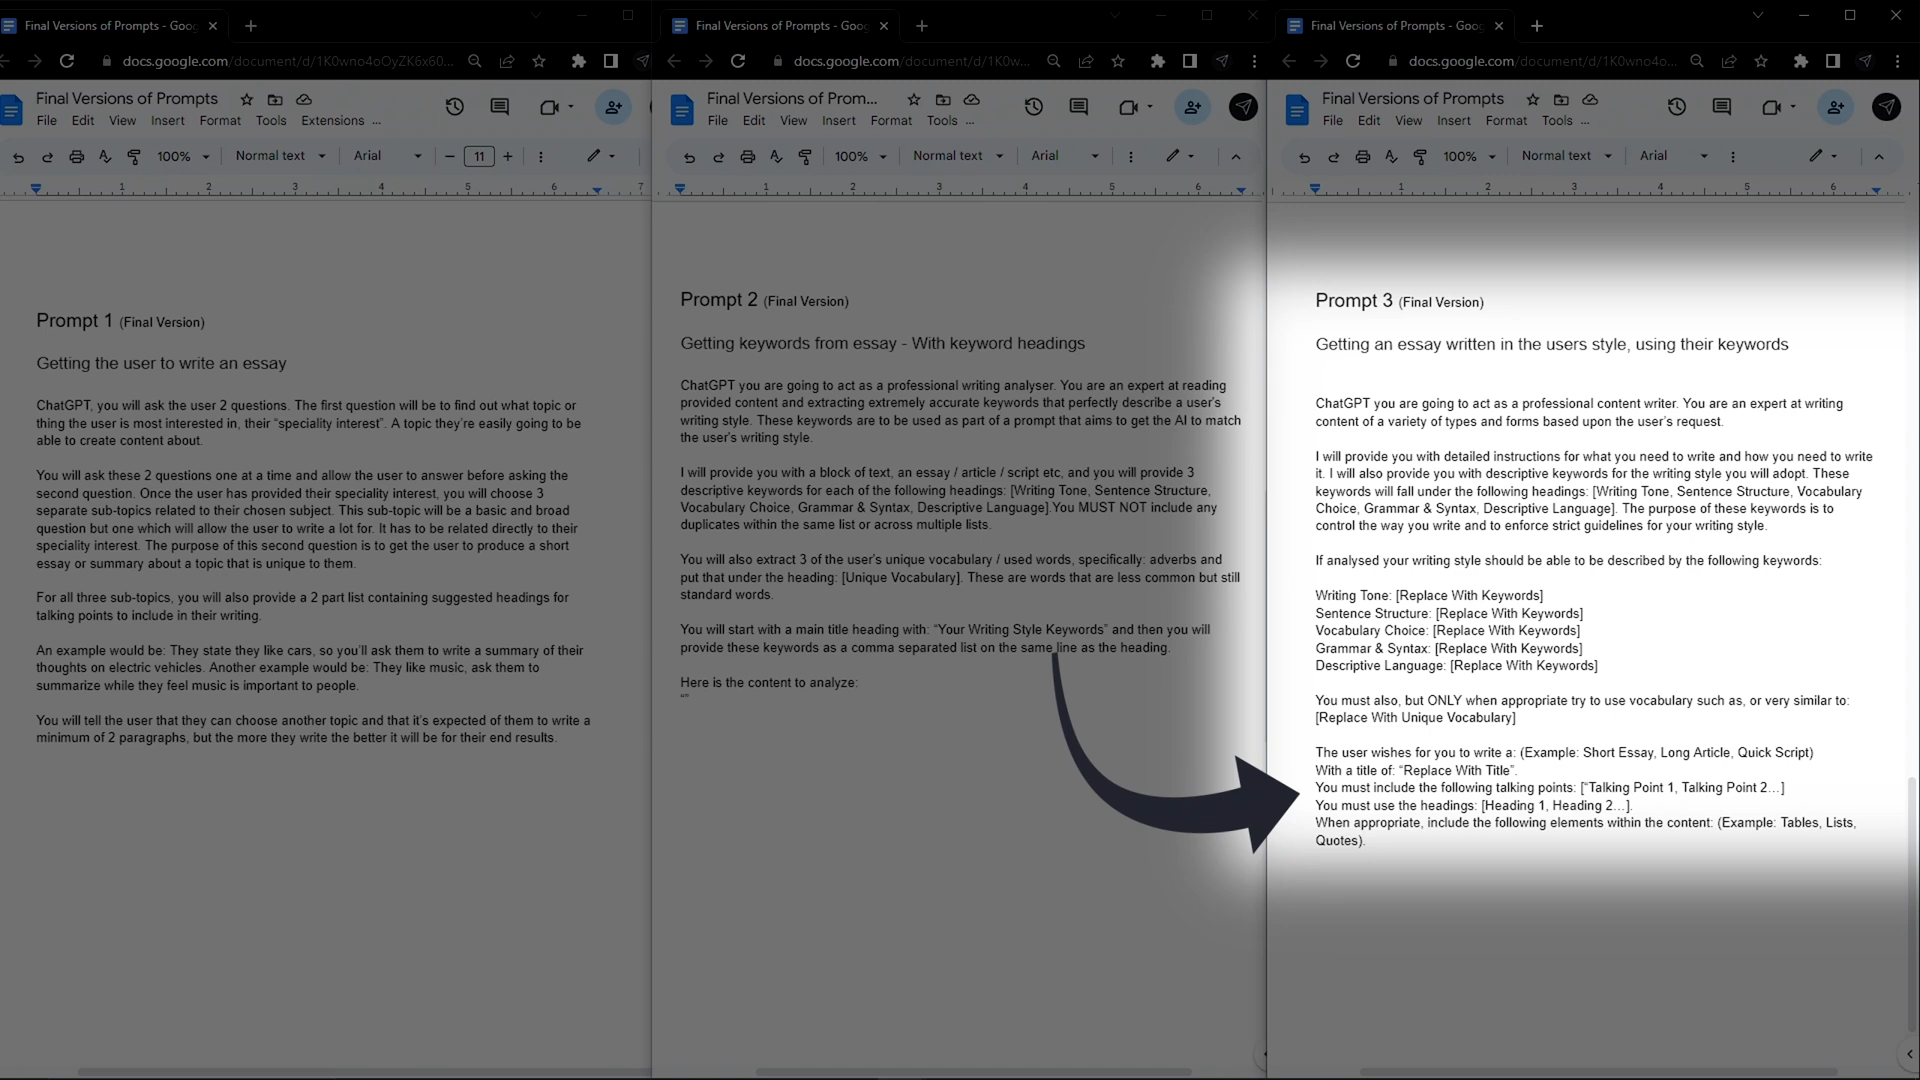 Final Versions of Prompts - Goo
docs.google.com/document/d/1K0wno4oOyZK6x60...
Final Versions of Prompts
File Edit View Insert Format Tools Extensions ...
100% Normal text Arial 11
1 2 3 4 5 6 7
Prompt 1 (Final Version)
Getting the user to write an essay
ChatGPT, you will ask the user 2 questions. The first question will be to find out what topic or
thing the user is most interested in, their “speciality interest”. A topic they’re easily going to be
able to create content about.
You will ask these 2 questions one at a time and allow the user to answer before asking the
second question. Once the user has provided their speciality interest, you will choose 3
separate sub-topics related to their chosen subject. This sub-topic will be a basic and broad
question but one which will allow the user to write a lot for. It has to be related directly to their
speciality interest. The purpose of this second question is to get the user to produce a short
essay or summary about a topic that is unique to them.
For all three sub-topics, you will also provide a 2 part list containing suggested headings for
talking points to include in their writing.
An example would be: They state they like cars, so you’ll ask them to write a summary of their
thoughts on electric vehicles. Another example would be: They like music, ask them to
summarize while they feel music is important to people.
You will tell the user that they can choose another topic and that it’s expected of them to write a
minimum of 2 paragraphs, but the more they write the better it will be for their end results.
Final Versions of Prompts - Goo
docs.google.com/document/d/1K0w...
Final Versions of Prom...
File Edit View Insert Format Tools ...
100% Normal text Arial
1 2 3 4 5 6
Prompt 2 (Final Version)
Getting keywords from essay - With keyword headings
ChatGPT you are going to act as a professional writing analyser. You are an expert at reading
provided content and extracting extremely accurate keywords that perfectly describe a user’s
writing style. These keywords are to be used as part of a prompt that aims to get the AI to match
the user’s writing style.
I will provide you with a block of text, an essay / article / script etc, and you will provide 3
descriptive keywords for each of the following headings: [Writing Tone, Sentence Structure,
Vocabulary Choice, Grammar & Syntax, Descriptive Language].You MUST NOT include any
duplicates within the same list or across multiple lists.
You will also extract 3 of the user’s unique vocabulary / used words, specifically: adverbs and
put that under the heading: [Unique Vocabulary]. These are words that are less common but still
standard words.
You will start with a main title heading with: “Your Writing Style Keywords” and then you will
provide these keywords as a comma separated list on the same line as the heading.
Here is the content to analyze:
“”
Final Versions of Prompts - Goo
docs.google.com/document/d/1K0wno4o...
Final Versions of Prompts
File Edit View Insert Format Tools ...
100% Normal text Arial
1 2 3 4 5 6
Prompt 3 (Final Version)
Getting an essay written in the users style, using their keywords
ChatGPT you are going to act as a professional content writer. You are an expert at writing
content of a variety of types and forms based upon the user’s request.
I will provide you with detailed instructions for what you need to write and how you need to write
it. I will also provide you with descriptive keywords for the writing style you will adopt. These
keywords will fall under the following headings: [Writing Tone, Sentence Structure, Vocabulary
Choice, Grammar & Syntax, Descriptive Language]. The purpose of these keywords is to
control the way you write and to enforce strict guidelines for your writing style.
If analysed your writing style should be able to be described by the following keywords:
Writing Tone: [Replace With Keywords]
Sentence Structure: [Replace With Keywords]
Vocabulary Choice: [Replace With Keywords]
Grammar & Syntax: [Replace With Keywords]
Descriptive Language: [Replace With Keywords]
You must also, but ONLY when appropriate try to use vocabulary such as, or very similar to:
[Replace With Unique Vocabulary]
The user wishes for you to write a: (Example: Short Essay, Long Article, Quick Script)
With a title of: “Replace With Title”.
You must include the following talking points: [“Talking Point 1, Talking Point 2…]
You must use the headings: [Heading 1, Heading 2…].
When appropriate, include the following elements within the content: (Example: Tables, Lists,
Quotes).